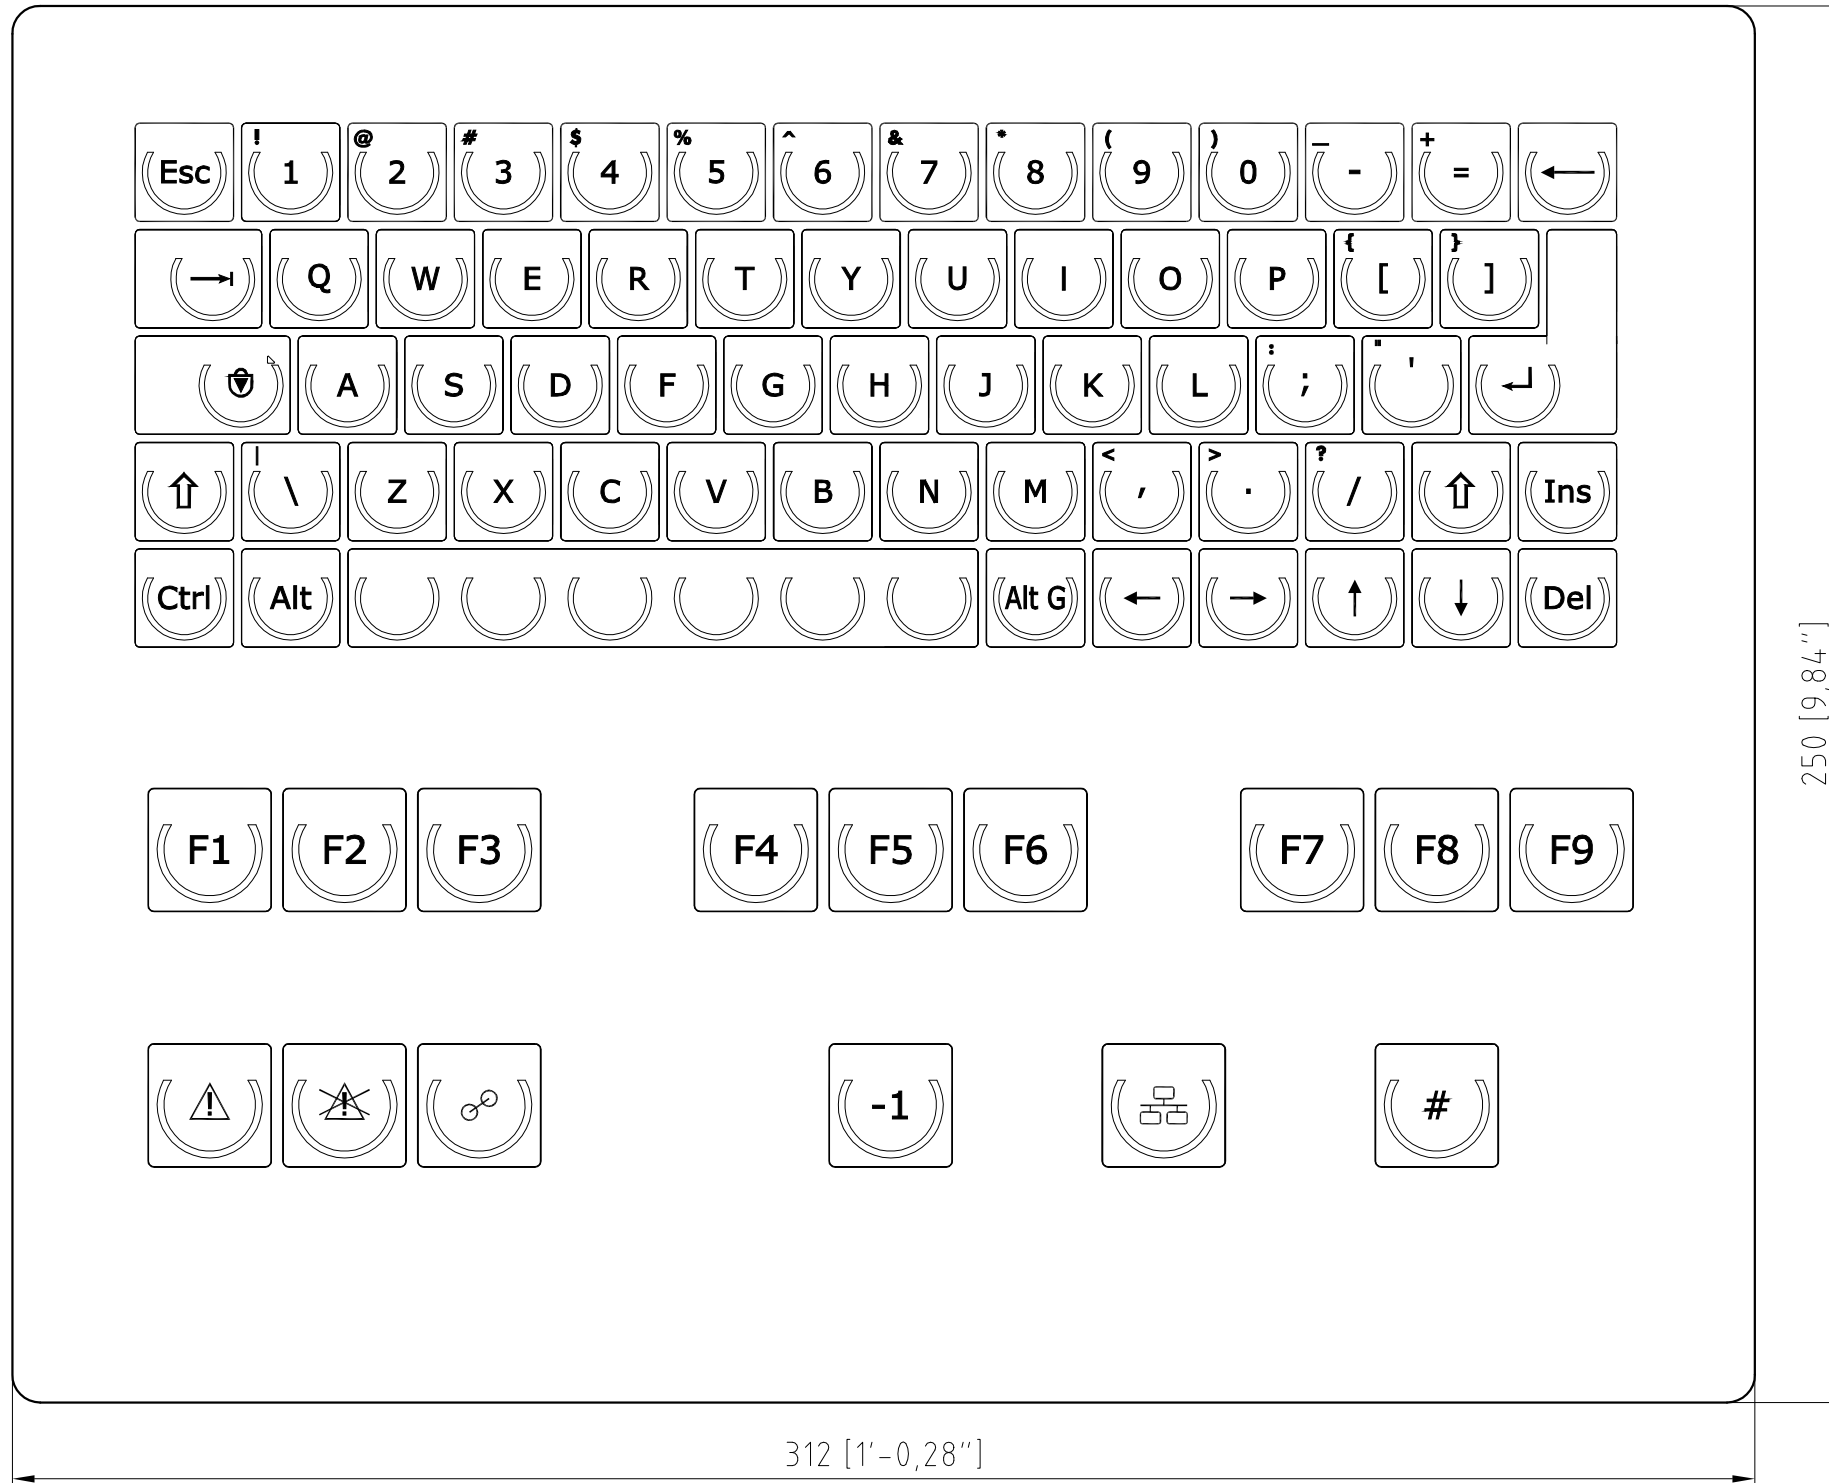 ! @ # $ % ^ & * ( ) _ +
Esc 1 2 3 4 5 6 7 8 9 0 - = ←
{ }
Q W E R T Y U I O P [ ]
: "
A S D F G H J K L ; '
| < > ?
⇧ \ Z X C V B N M , . / ⇧ Ins
Ctrl Alt Alt G ← → ↑ ↓ Del
F1 F2 F3 F4 F5 F6 F7 F8 F9
! ! -1 #
250 [9,84"]
312 [1'-0,28"]